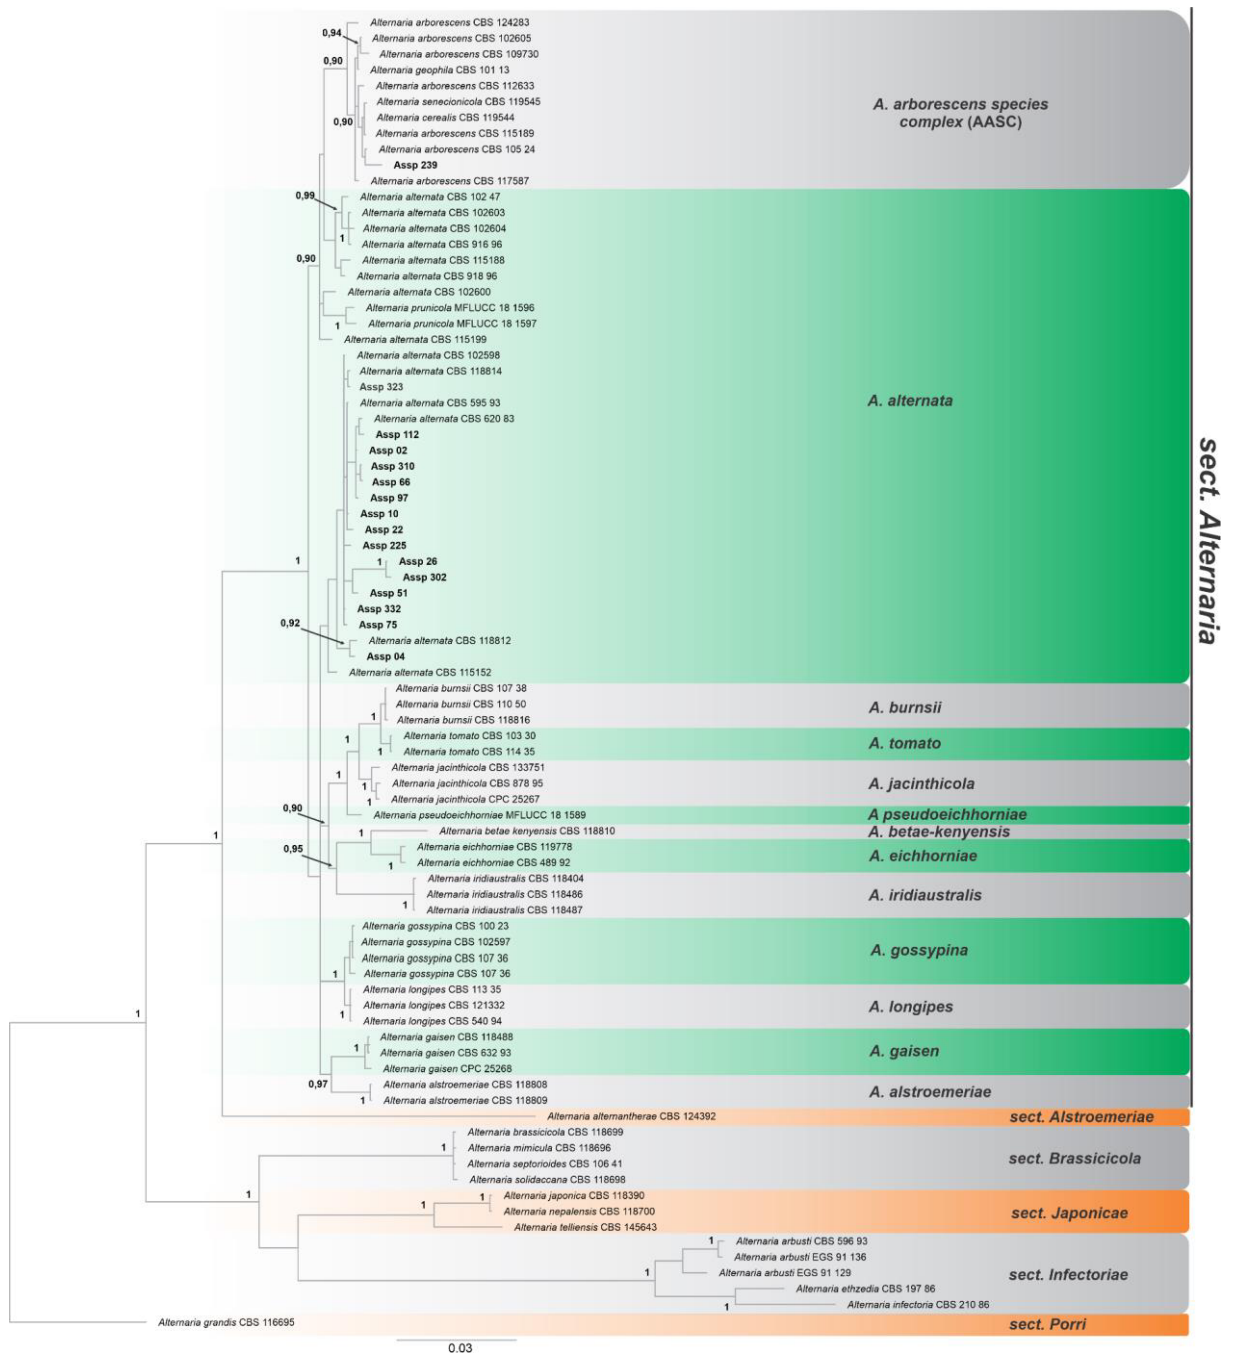 Alternaria arborescens CBS 124283
0,94
Alternaria arborescens CBS 102605
Alternaria arborescens CBS 109730
0,90
Alternaria geophila CBS 101 13
Alternaria arborescens CBS 112633
Alternaria senecionicola CBS 119545
A. arborescens species
complex (AASC)
Alternaria cerealis CBS 119544
0,90
Alternaria arborescens CBS 115189
Alternaria arborescens CBS 105 24
Assp 239
Alternaria arborescens CBS 117587
0,99
Alternaria alternata CBS 102 47
Alternaria alternata CBS 102603
Alternaria alternata CBS 102604
1
Alternaria alternata CBS 916 96
0,90
Alternaria alternata CBS 115188
Alternaria alternata CBS 918 96
Alternaria alternata CBS 102600
Alternaria prunicola MFLUCC 18 1596
1
Alternaria prunicola MFLUCC 18 1597
Alternaria alternata CBS 115199
Alternaria alternata CBS 102598
Alternaria alternata CBS 118814
Assp 323
A. alternata
Alternaria alternata CBS 595 93
Alternaria alternata CBS 620 83
Assp 112
Assp 02
Assp 310
Assp 66
Assp 97
Assp 10
Assp 22
Assp 225
1
Assp 26
1
Assp 302
Assp 51
Assp 332
0,92
Assp 75
Alternaria alternata CBS 118812
Assp 04
Alternaria alternata CBS 115152
sect. Alternaria
Alternaria burnsii CBS 107 38
Alternaria burnsii CBS 110 50
A. burnsii
1
Alternaria burnsii CBS 118816
1
Alternaria tomato CBS 103 30
A. tomato
1
Alternaria tomato CBS 114 35
1
Alternaria jacinthicola CBS 133751
1
Alternaria jacinthicola CBS 878 95
A. jacinthicola
1
Alternaria jacinthicola CPC 25267
0,90
Alternaria pseudoeichhorniae MFLUCC 18 1589
A pseudoeichhorniae
1
1
Alternaria betae kenyensis CBS 118810
A. betae-kenyensis
0,95
Alternaria eichhorniae CBS 119778
A. eichhorniae
1
Alternaria eichhorniae CBS 489 92
Alternaria iridiaustralis CBS 118404
Alternaria iridiaustralis CBS 118486
A. iridiaustralis
1
Alternaria iridiaustralis CBS 118487
Alternaria gossypina CBS 100 23
Alternaria gossypina CBS 102597
A. gossypina
Alternaria gossypina CBS 107 36
1
Alternaria gossypina CBS 107 36
Alternaria longipes CBS 113 35
1
Alternaria longipes CBS 121332
A. longipes
1
Alternaria longipes CBS 540 94
Alternaria gaisen CBS 118488
1
Alternaria gaisen CBS 632 93
A. gaisen
Alternaria gaisen CPC 25268
0,97
Alternaria alstroemeriae CBS 118808
A. alstroemeriae
1
Alternaria alstroemeriae CBS 118809
Alternaria alternantherae CBS 124392
sect. Alstroemeriae
Alternaria brassicicola CBS 118699
1
Alternaria mimicula CBS 118696
sect. Brassicicola
Alternaria septorioides CBS 106 41
Alternaria solidaccana CBS 118698
1
1
Alternaria japonica CBS 118390
1
Alternaria nepalensis CBS 118700
sect. Japonicae
Alternaria telliensis CBS 145643
1
Alternaria arbusti CBS 596 93
Alternaria arbusti EGS 91 136
1
Alternaria arbusti EGS 91 129
sect. Infectoriae
Alternaria ethzedia CBS 197 86
1
Alternaria infectoria CBS 210 86
Alternaria grandis CBS 116695
sect. Porri
0.03